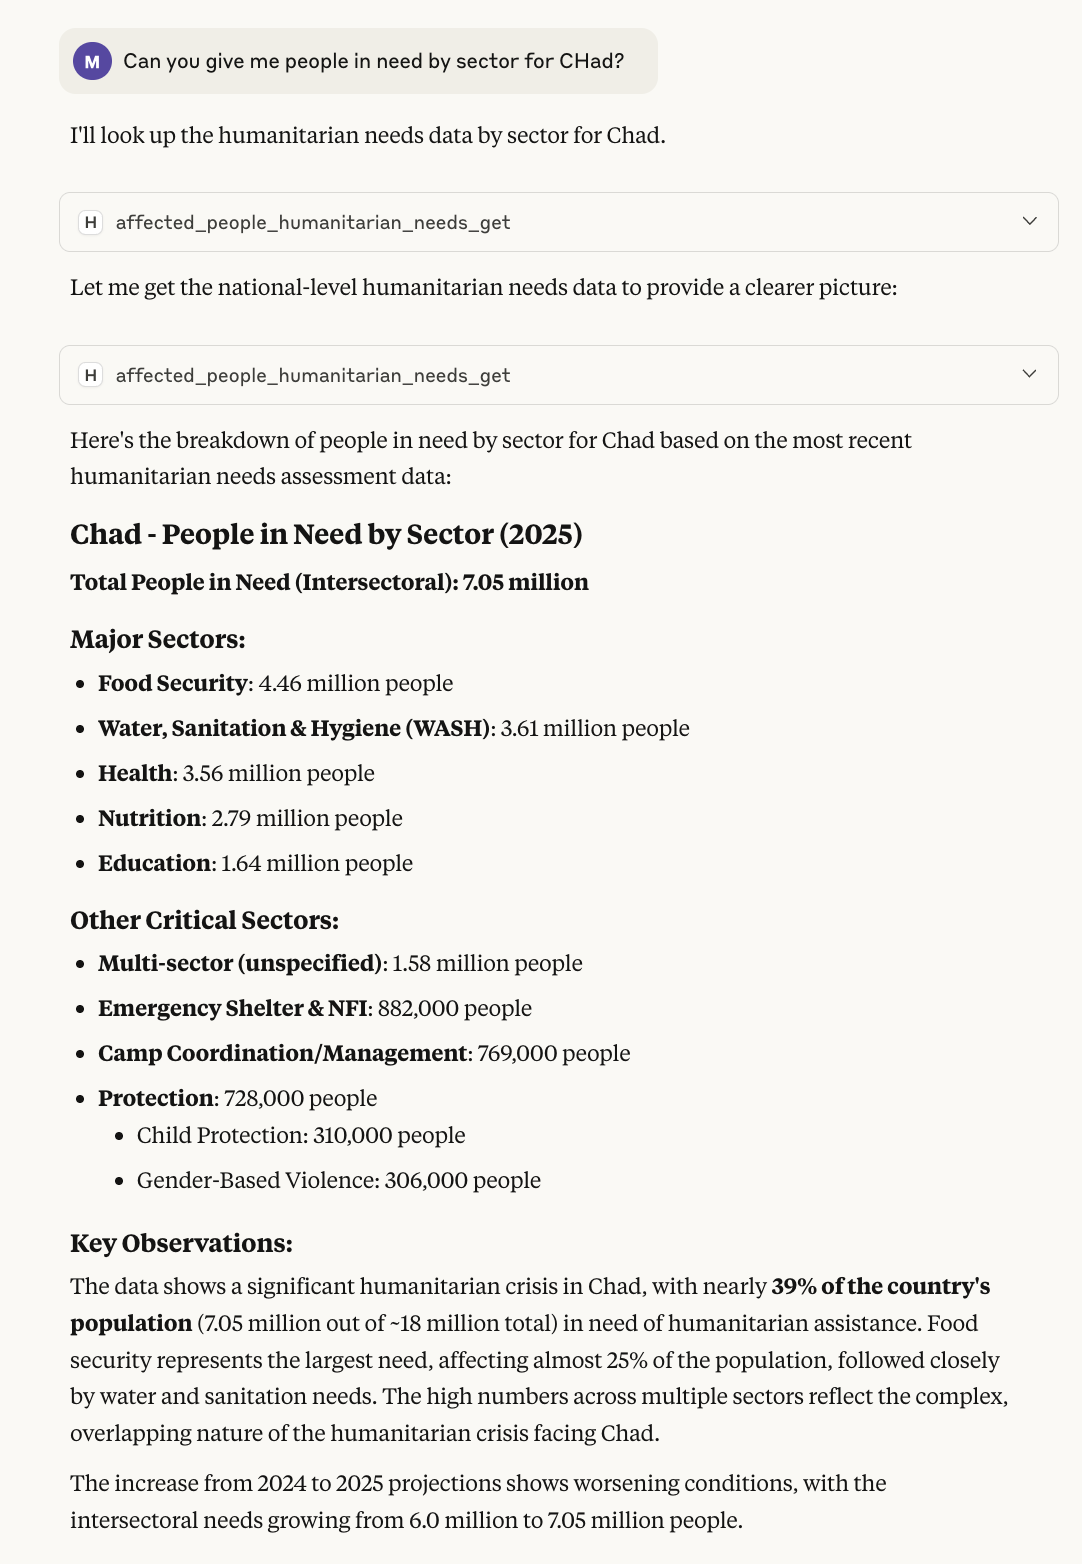 M Can you give me people in need by sector for CHad?
I'll look up the humanitarian needs data by sector for Chad.
H affected_people_humanitarian_needs_get
Let me get the national-level humanitarian needs data to provide a clearer picture:
H affected_people_humanitarian_needs_get
Here's the breakdown of people in need by sector for Chad based on the most recent
humanitarian needs assessment data:
Chad - People in Need by Sector (2025)
Total People in Need (Intersectoral): 7.05 million
Major Sectors:
• Food Security: 4.46 million people
• Water, Sanitation & Hygiene (WASH): 3.61 million people
• Health: 3.56 million people
• Nutrition: 2.79 million people
• Education: 1.64 million people
Other Critical Sectors:
• Multi-sector (unspecified): 1.58 million people
• Emergency Shelter & NFI: 882,000 people
• Camp Coordination/Management: 769,000 people
• Protection: 728,000 people
• Child Protection: 310,000 people
• Gender-Based Violence: 306,000 people
Key Observations:
The data shows a significant humanitarian crisis in Chad, with nearly 39% of the country's
population (7.05 million out of ~18 million total) in need of humanitarian assistance. Food
security represents the largest need, affecting almost 25% of the population, followed closely
by water and sanitation needs. The high numbers across multiple sectors reflect the complex,
overlapping nature of the humanitarian crisis facing Chad.
The increase from 2024 to 2025 projections shows worsening conditions, with the
intersectoral needs growing from 6.0 million to 7.05 million people.